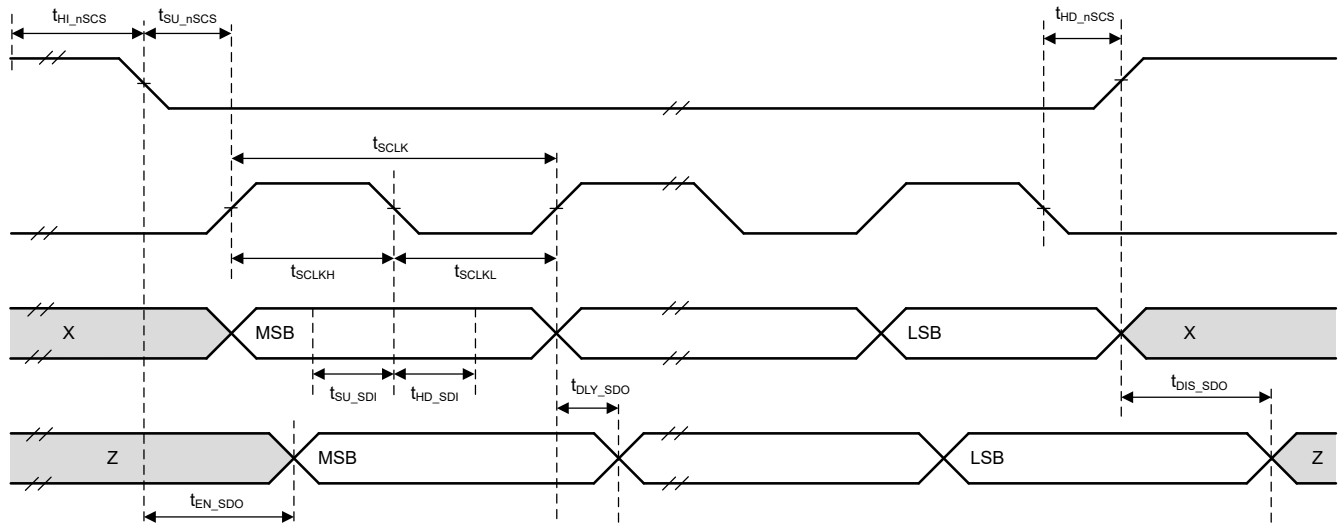 tHI_nSCS tSU_nSCS tHD_nSCS
tSCLK
tSCLKH tSCLKL
X MSB LSB X
tSU_SDI tHD_SDI tDLY_SDO tDIS_SDO
Z MSB LSB Z
tEN_SDO